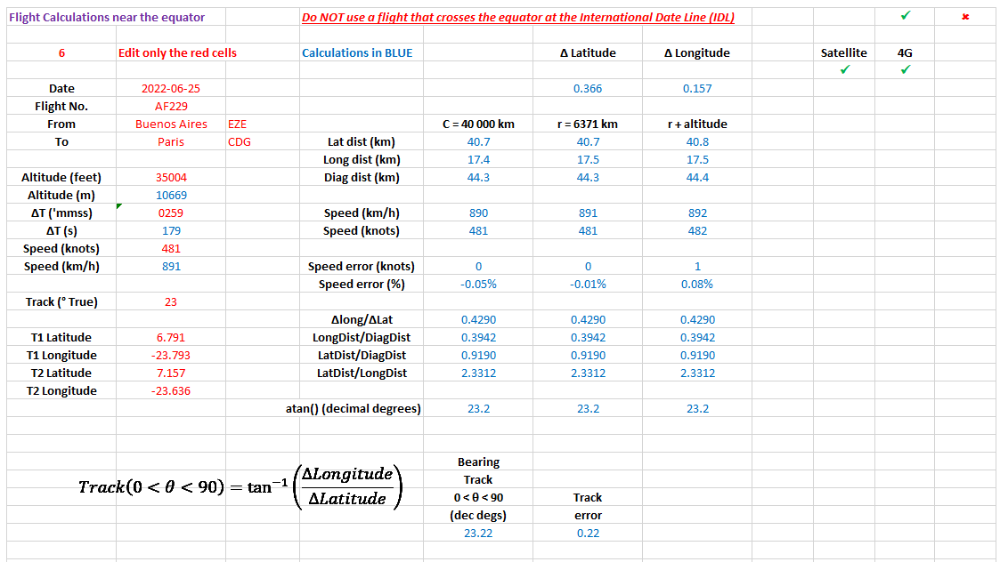 Flight Calculations near the equator Do NOT use a flight that crosses the equator at the International Date Line (IDL) ✓ ✖
6 Edit only the red cells Calculations in BLUE Δ Latitude Δ Longitude Satellite 4G
✓ ✓
Date 2022-06-25 0.366 0.157
Flight No. AF229
From Buenos Aires EZE C = 40 000 km r = 6371 km r + altitude
To Paris CDG Lat dist (km) 40.7 40.7 40.8
Long dist (km) 17.4 17.5 17.5
Altitude (feet) 35004 Diag dist (km) 44.3 44.3 44.4
Altitude (m) 10669
ΔT ('mmss) 0259 Speed (km/h) 890 891 892
ΔT (s) 179 Speed (knots) 481 481 482
Speed (knots) 481
Speed (km/h) 891 Speed error (knots) 0 0 1
Speed error (%) -0.05% -0.01% 0.08%
Track (° True) 23
Δlong/ΔLat 0.4290 0.4290 0.4290
T1 Latitude 6.791 LongDist/DiagDist 0.3942 0.3942 0.3942
T1 Longitude -23.793 LatDist/DiagDist 0.9190 0.9190 0.9190
T2 Latitude 7.157 LatDist/LongDist 2.3312 2.3312 2.3312
T2 Longitude -23.636
atan() (decimal degrees) 23.2 23.2 23.2
Track(0 < θ < 90) = tan⁻¹ (ΔLongitude / ΔLatitude)
Bearing
Track
0 < θ < 90 Track
(dec degs) error
23.22 0.22